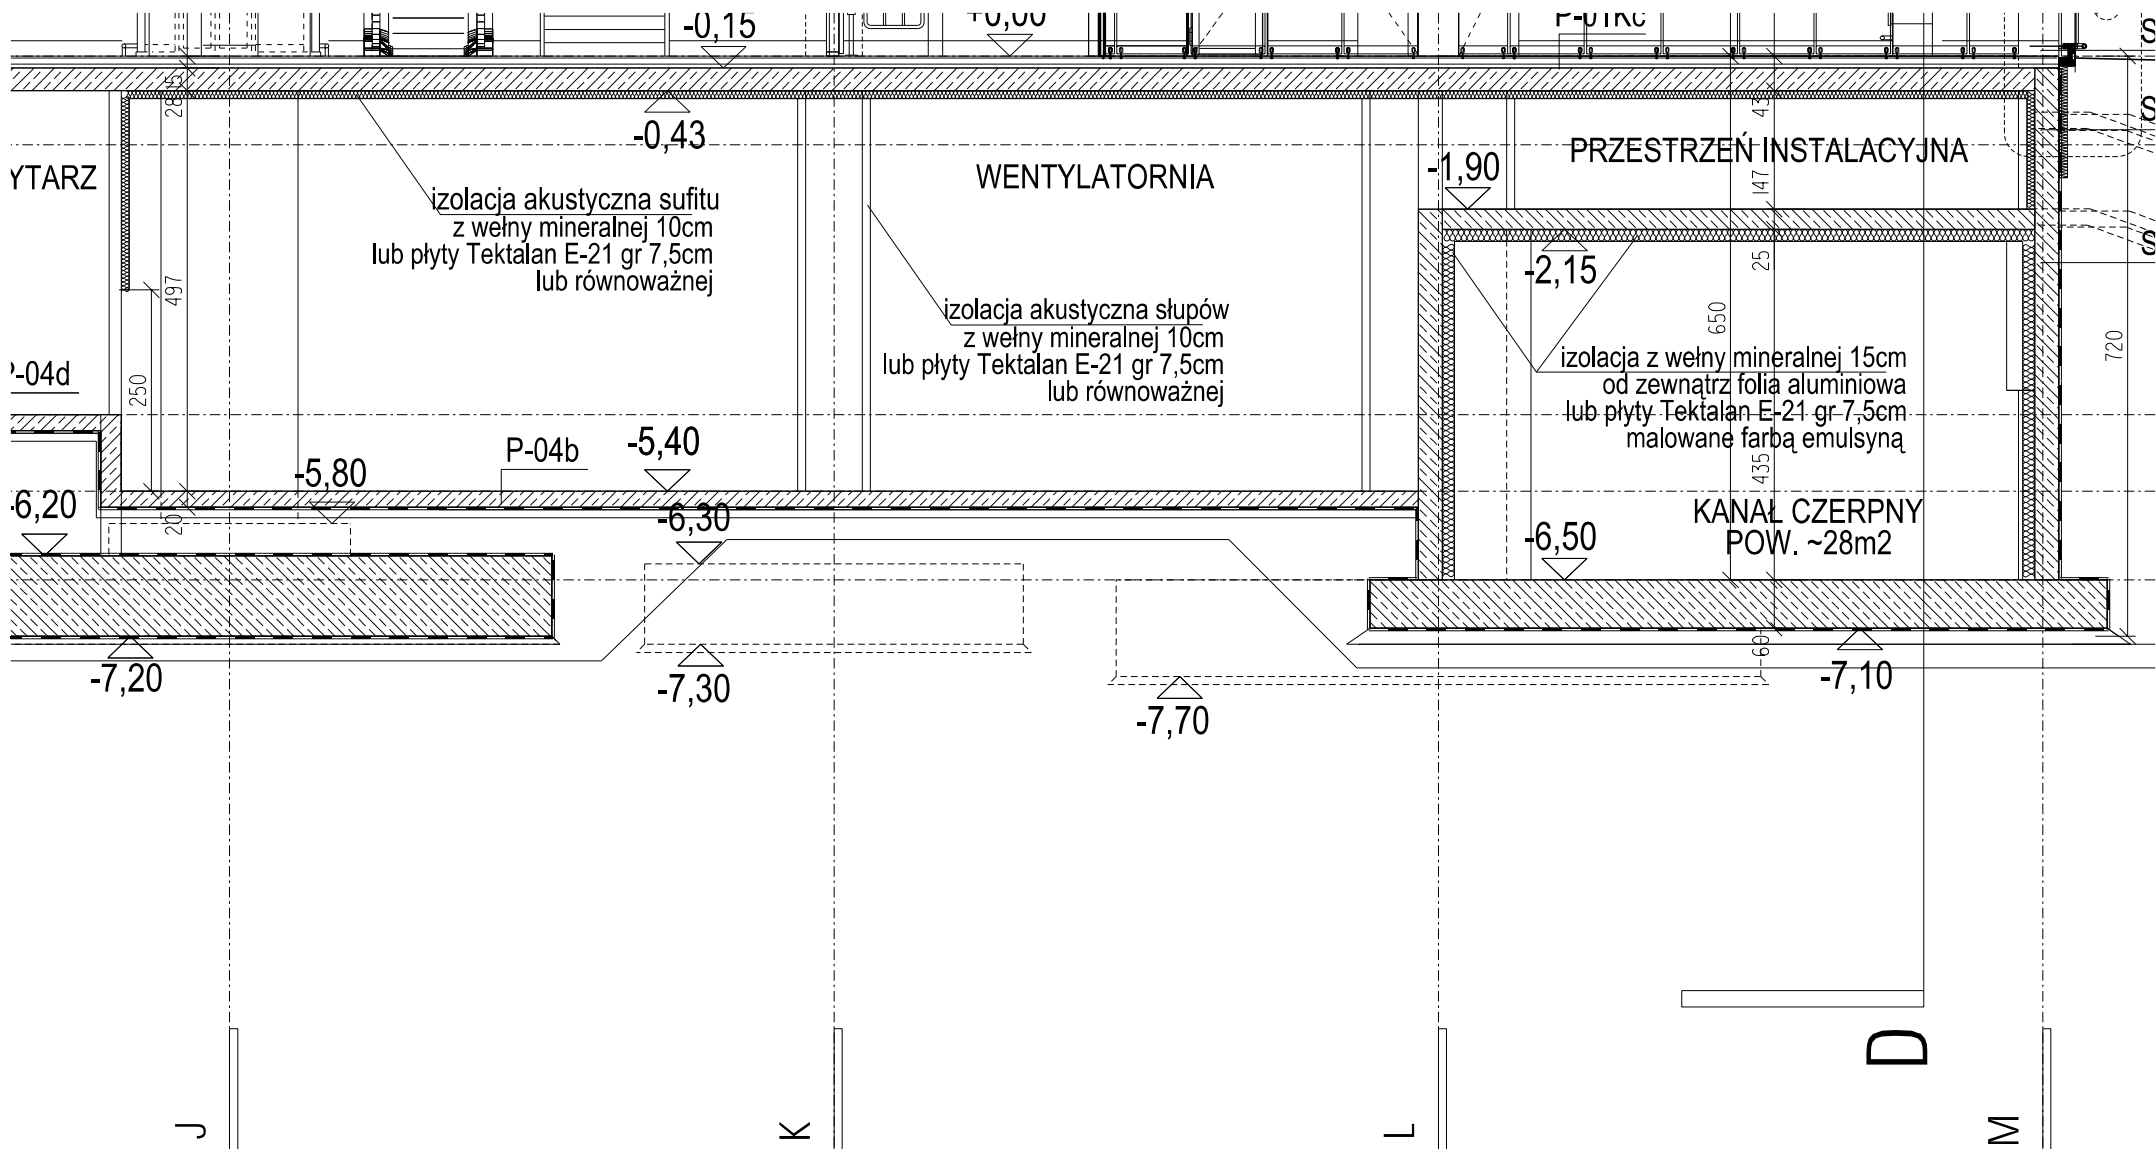 -0,15
+0,00
P-01Kc
S
28
15
-0,43
43
PRZESTRZEŃ INSTALACYJNA
S
YTARZ
WENTYLATORNIA
-1,90
147
izolacja akustyczna sufitu
z wełny mineralnej 10cm
lub płyty Tektalan E-21 gr 7,5cm
lub równoważnej
497
-2,15
25
S
izolacja akustyczna słupów
z wełny mineralnej 10cm
lub płyty Tektalan E-21 gr 7,5cm
lub równoważnej
650
720
izolacja z wełny mineralnej 15cm
od zewnątrz folia aluminiowa
lub płyty Tektalan E-21 gr 7,5cm
malowane farbą emulsyną
P-04d
250
P-04b
-5,40
-5,80
435
-6,20
20
-6,30
-6,50
KANAŁ CZERPNY
POW. ~28m2
60
-7,20
-7,30
-7,70
-7,10
D
J
K
L
M